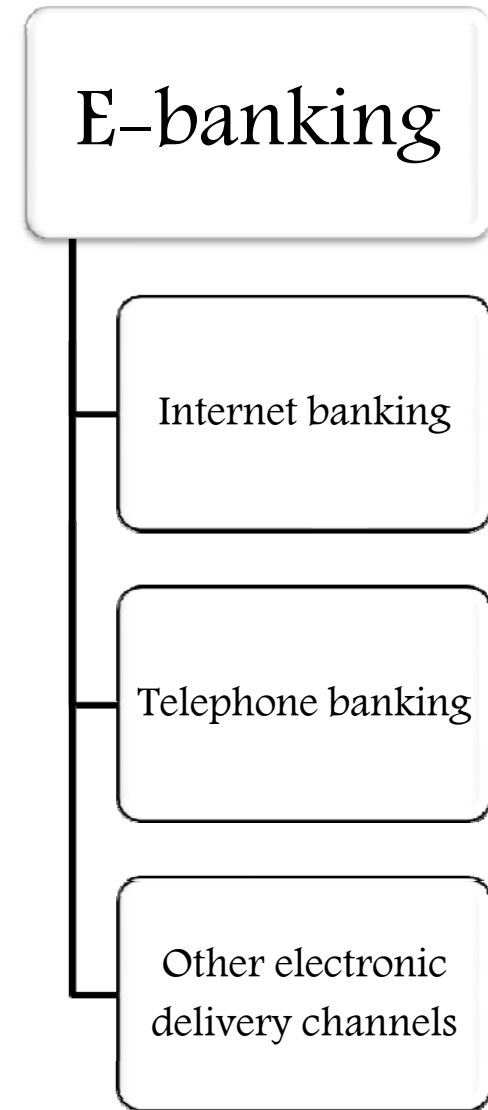 E-banking
Internet banking
Telephone banking
Other electronic
delivery channels